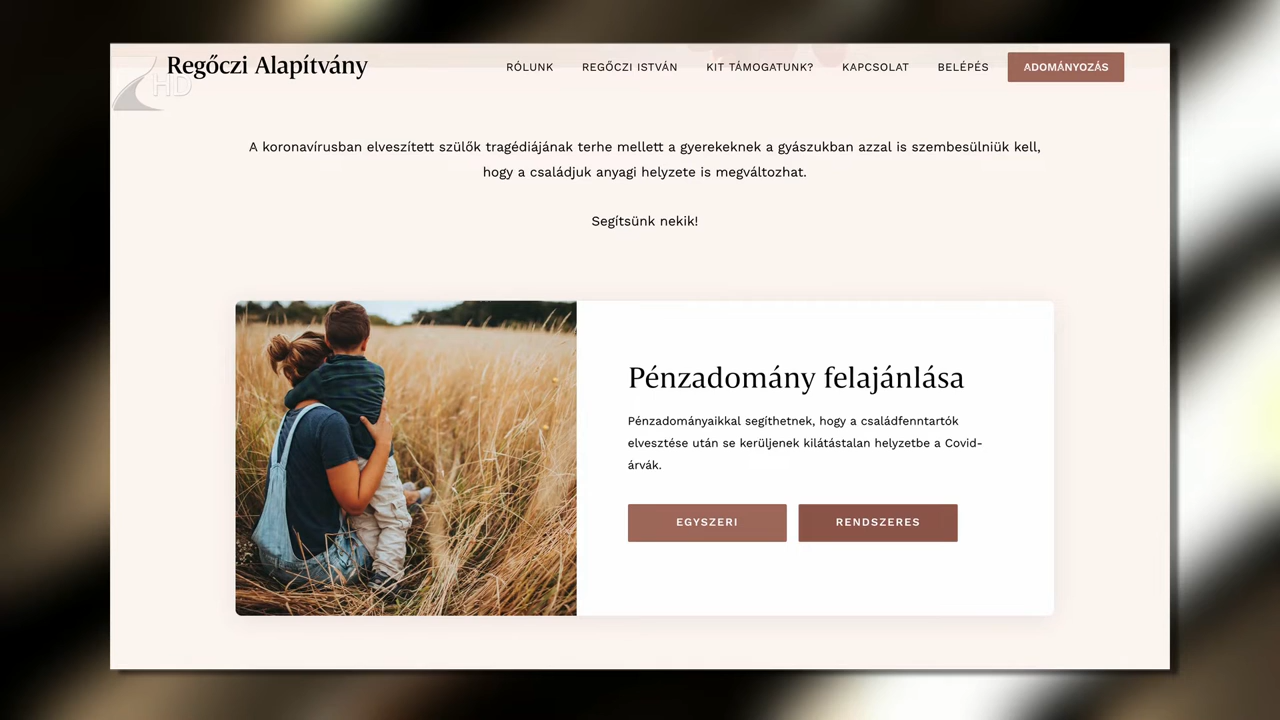 Regőczi Alapítvány
RÓLUNK REGŐCZI ISTVÁN KIT TÁMOGATUNK? KAPCSOLAT BELÉPÉS ADOMÁNYOZÁS
HD
A koronavírusban elveszített szülők tragédiájának terhe mellett a gyerekeknek a gyászukban azzal is szembesülniük kell,
hogy a családjuk anyagi helyzete is megváltozhat.
Segítsünk nekik!
Pénzadomány felajánlása
Pénzadományaikkal segíthetnek, hogy a családfenntartók
elvesztése után se kerüljenek kilátástalan helyzetbe a Covid-
árvák.
EGYSZERI RENDSZERES